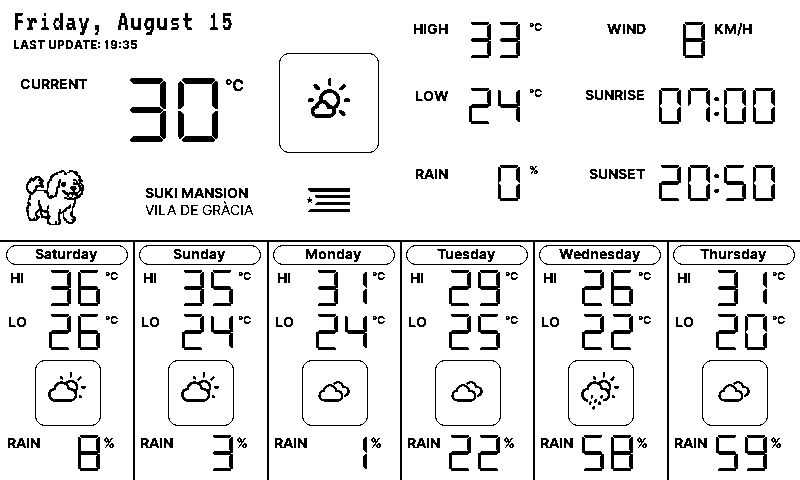 Friday, August 15
LAST UPDATE: 19:35
CURRENT 30 °C
SUKI MANSION
VILA DE GRÀCIA
HIGH 33 °C
LOW 24 °C
RAIN 0 %
WIND 8 KM/H
SUNRISE 07:00
SUNSET 20:50
Saturday
HI 36 °C
LO 26 °C
RAIN 8 %
Sunday
HI 35 °C
LO 24 °C
RAIN 3 %
Monday
HI 31 °C
LO 24 °C
RAIN 1 %
Tuesday
HI 29 °C
LO 25 °C
RAIN 22 %
Wednesday
HI 26 °C
LO 22 °C
RAIN 58 %
Thursday
HI 31 °C
LO 20 °C
RAIN 59 %